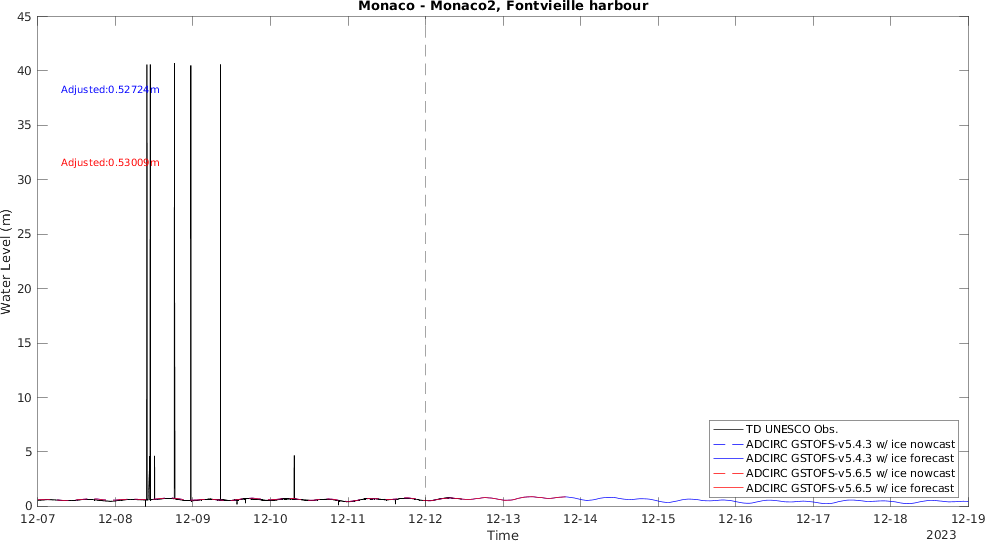 Monaco - Monaco2, Fontvieille harbour
45
40
35
30
25
20
15
10
5
0
Water Level (m)
Adjusted:0.52724m
Adjusted:0.53009m
TD UNESCO Obs.
ADCIRC GSTOFS-v5.4.3 w/ ice nowcast
ADCIRC GSTOFS-v5.4.3 w/ ice forecast
ADCIRC GSTOFS-v5.6.5 w/ ice nowcast
ADCIRC GSTOFS-v5.6.5 w/ ice forecast
12-07 12-08 12-09 12-10 12-11 12-12 12-13 12-14 12-15 12-16 12-17 12-18 12-19
Time
2023